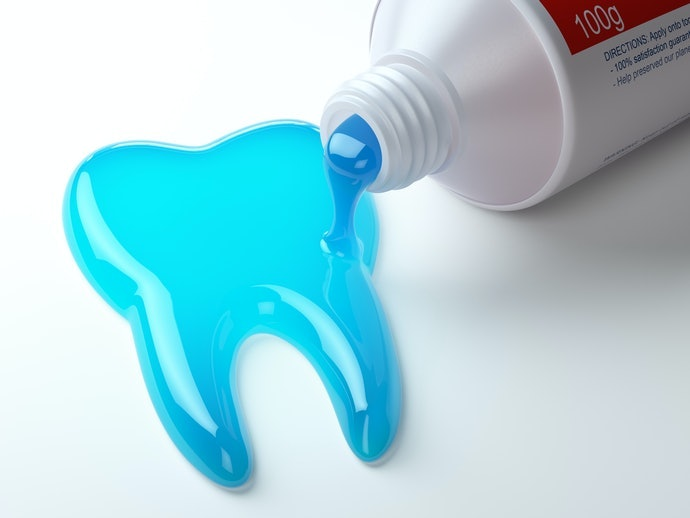 100g
DIRECTIONS: Apply onto
- 100% satisfaction
- Help preserved our